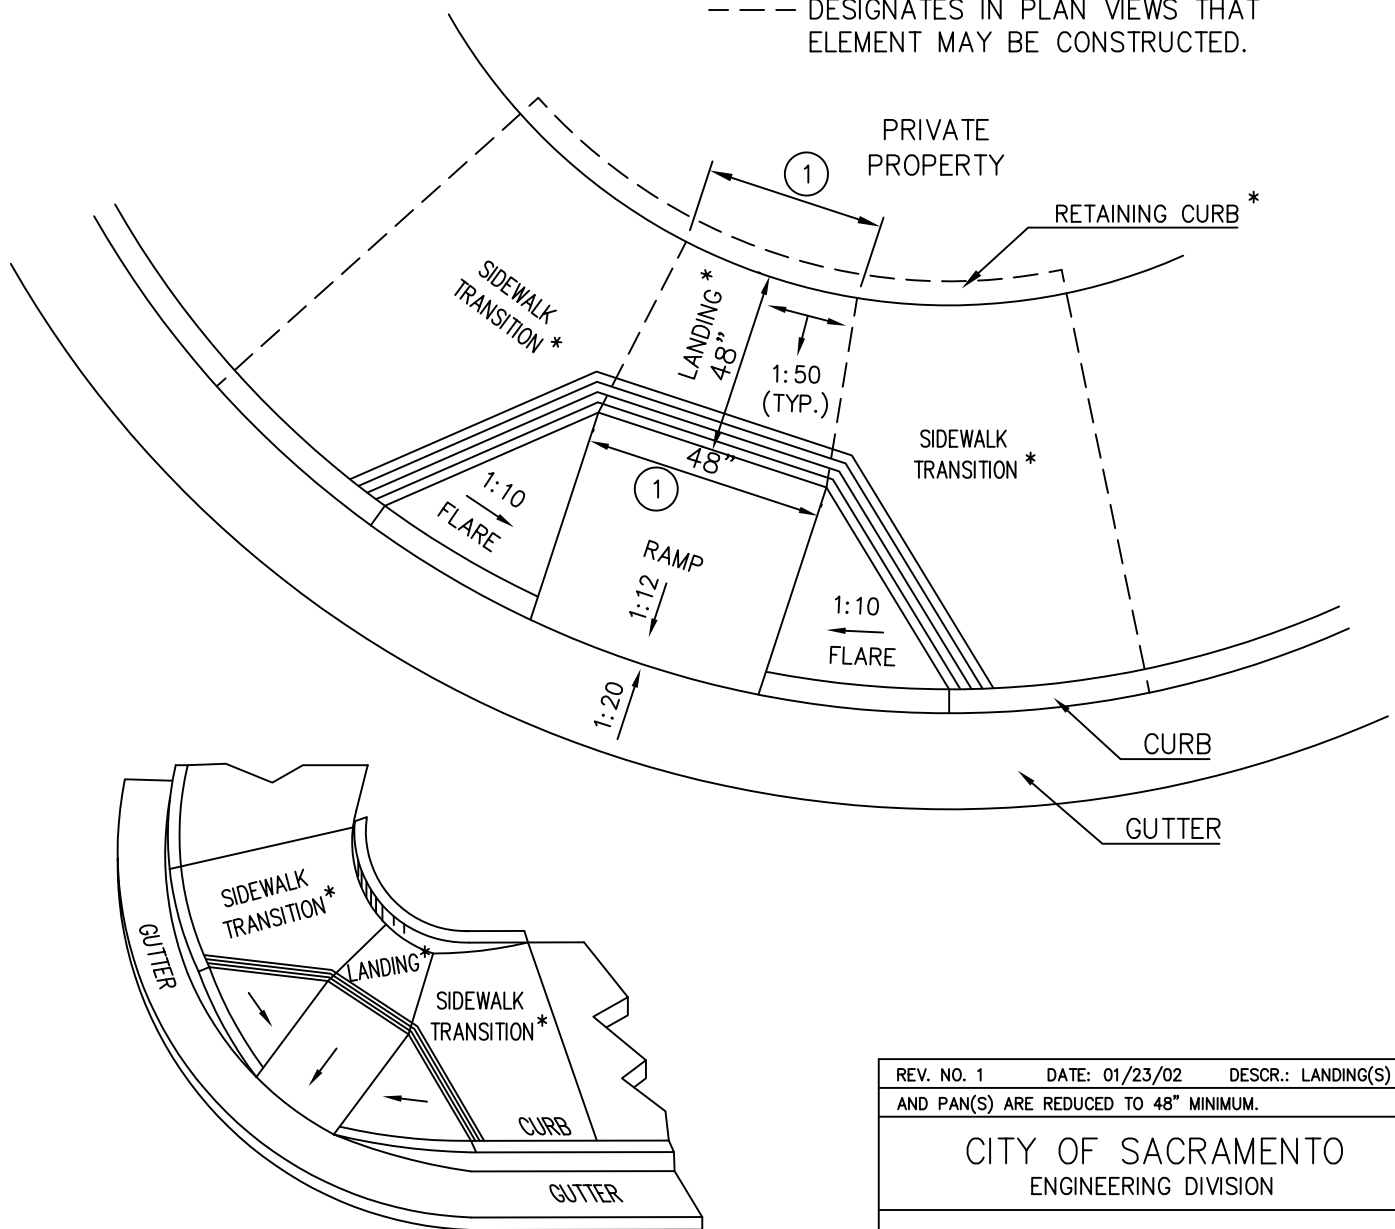 DESIGNATES IN PLAN VIEWS THAT
ELEMENT MAY BE CONSTRUCTED.
PRIVATE
PROPERTY
1
RETAINING CURB *
SIDEWALK
TRANSITION *
LANDING *
48"
1:50
(TYP.)
SIDEWALK
TRANSITION *
48"
1
1:10
FLARE
RAMP
1:12
1:10
FLARE
1:20
CURB
GUTTER
SIDEWALK
TRANSITION *
GUTTER
LANDING *
SIDEWALK
TRANSITION *
CURB
GUTTER
REV. NO. 1 DATE: 01/23/02 DESCR.: LANDING(S)
AND PAN(S) ARE REDUCED TO 48" MINIMUM.
CITY OF SACRAMENTO
ENGINEERING DIVISION